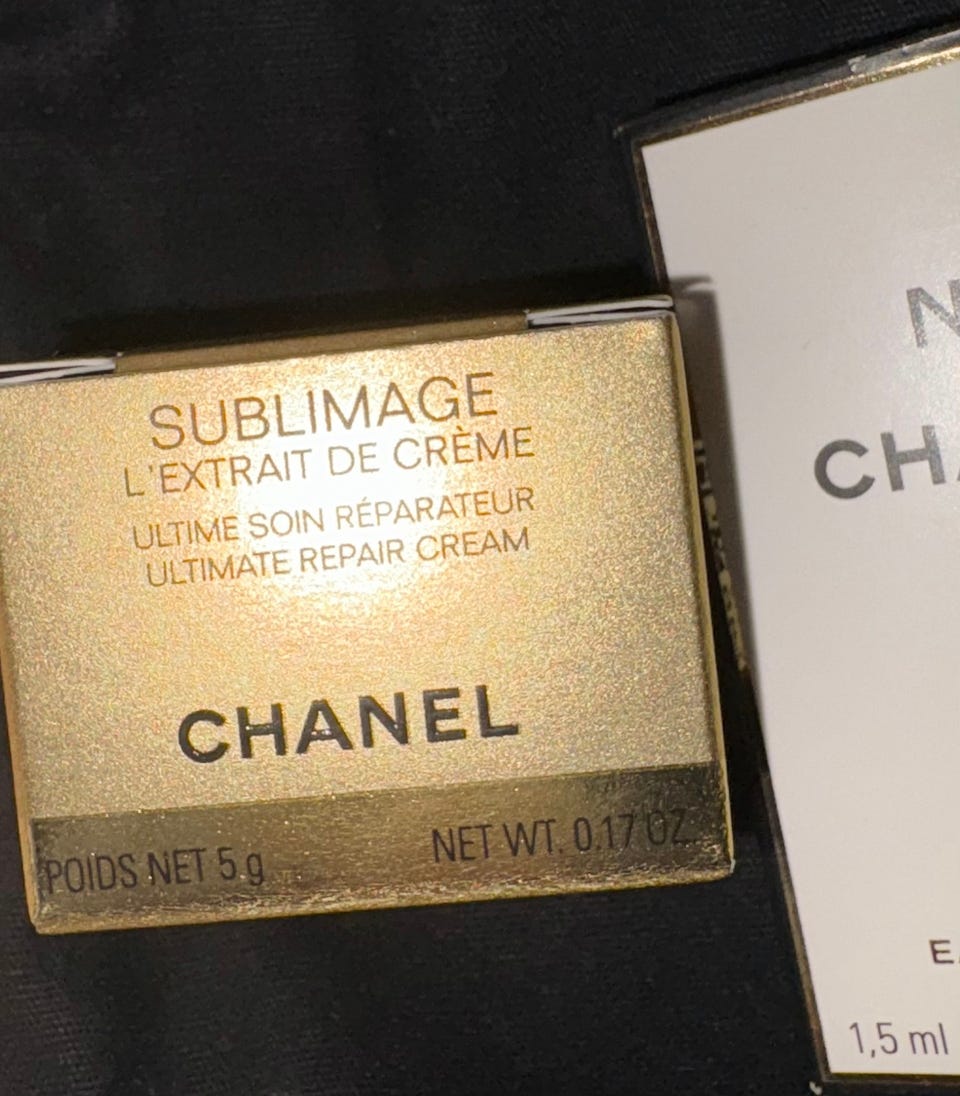 SUBLIMAGE
L'EXTRAIT DE CRÈME
ULTIME SOIN RÉPARATEUR
ULTIMATE REPAIR CREAM
CHANEL
POIDS NET 5 g
NET WT. 0.17 OZ.
1,5 ml